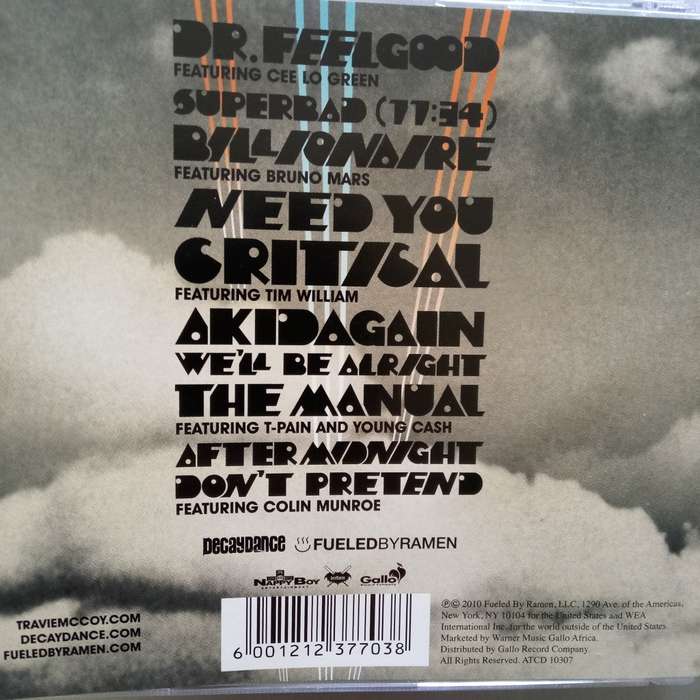 DR. FEELGOOD
FEATURING CEE LO GREEN
SUPERBAD (11:34)
BILLIONAIRE
FEATURING BRUNO MARS
NEED YOU
CRITICAL
FEATURING TIM WILLIAM
AKIDAGAIN
WE'LL BE ALRIGHT
THE MANUAL
FEATURING T-PAIN AND YOUNG CASH
AFTER MIDNIGHT
DON'T PRETEND
FEATURING COLIN MUNROE
DECAYDANCE FUELEDBYRAMEN
NAPPY BOY
ENTERTAINMENT
Gallo
TRAVIEMCCOY.COM
DECAYDANCE.COM
FUELEDBYRAMEN.COM
6 001212 377038
℗© 2010 Fueled By Ramen, LLC, 1290 Ave. of the Americas,
New York, NY 10104 for the United States and WEA
International Inc. for the world outside of the United States.
Marketed by Warner Music Gallo Africa.
Distributed by Gallo Record Company.
All Rights Reserved. ATCD 10307